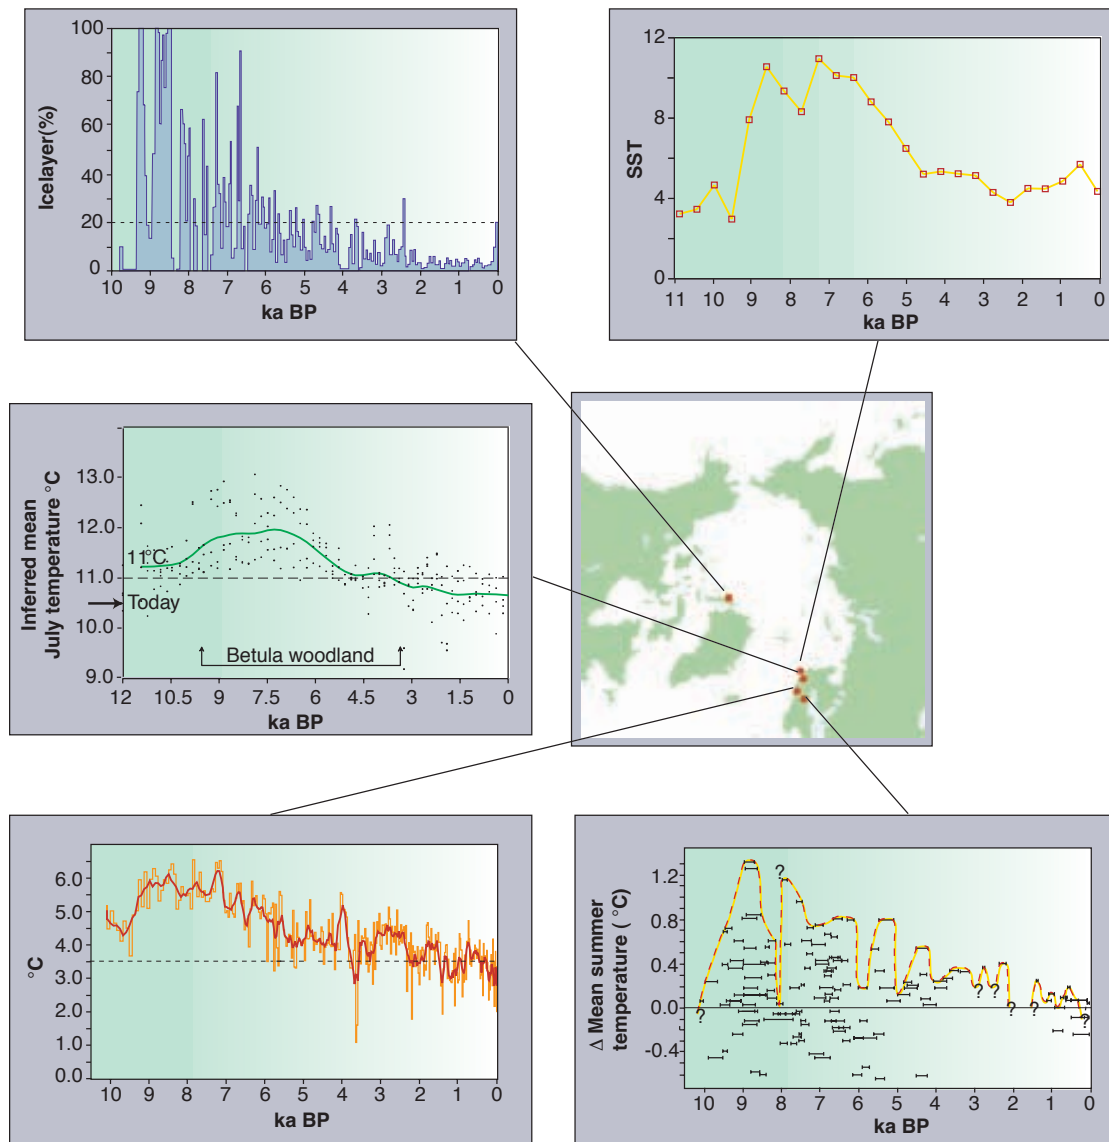 100
80
60
40
20
0
Icelayer(%)
10 9 8 7 6 5 4 3 2 1 0
ka BP
12
8
4
0
SST
11 10 9 8 7 6 5 4 3 2 1 0
ka BP
13.0
12.0
11°C
11.0
Today
10.0
9.0
Inferred mean
July temperature °C
Betula woodland
12 10.5 9 7.5 6 4.5 3 1.5 0
ka BP
6.0
5.0
4.0
3.0
2.0
1.0
0.0
°C
10 9 8 7 6 5 4 3 2 1 0
ka BP
1.2
0.8
0.4
0.0
-0.4
Δ Mean summer
temperature ( °C)
? ? ? ? ? ? ?
10 9 8 7 6 5 4 3 2 1 0
ka BP